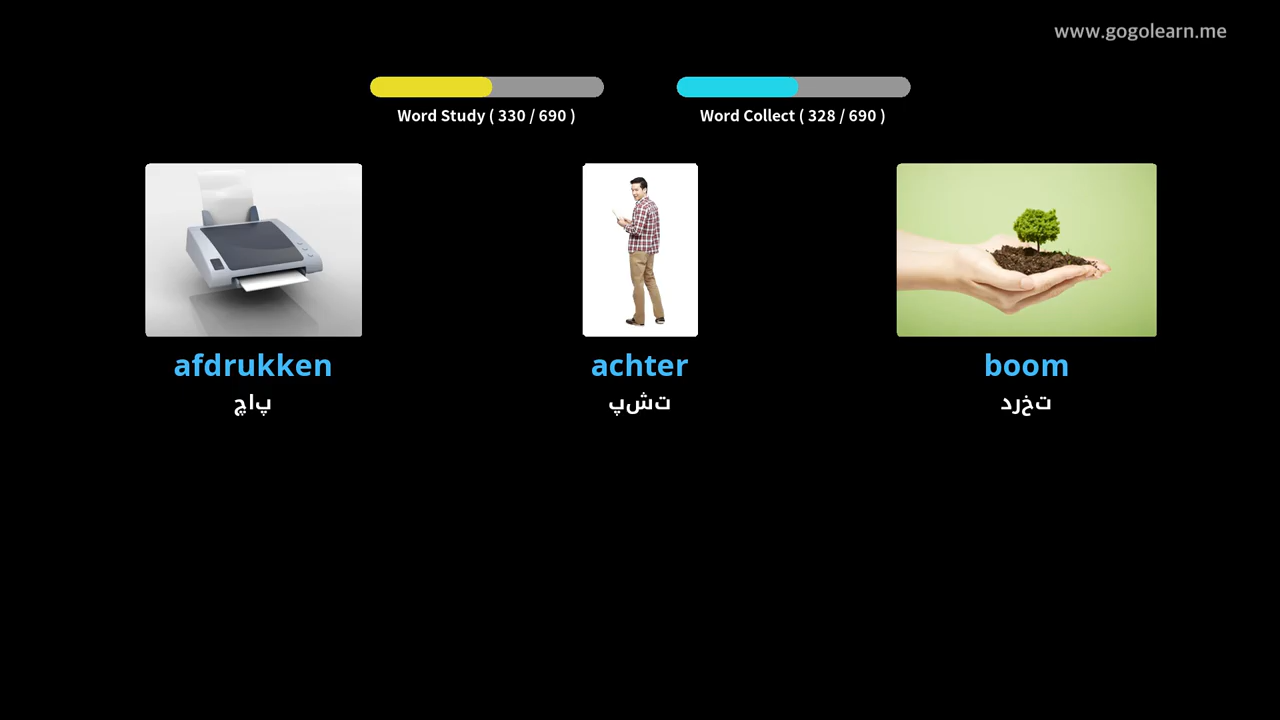 www.gogolearn.me
Word Study ( 330 / 690 )
Word Collect ( 328 / 690 )
afdrukken
پاچ
achter
تشپ
boom
تخرد